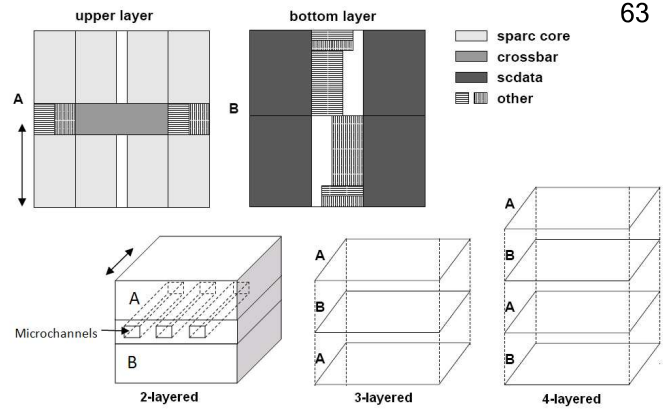 63
upper layer
bottom layer
sparc core
crossbar
scdata
other
A
B
A
B
Microchannels
2-layered
A
B
A
3-layered
A
B
A
B
4-layered